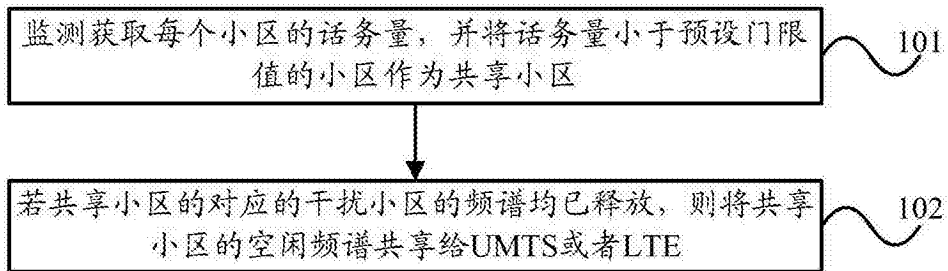 监测获取每个小区的话务量，并将话务量小于预设门限
值的小区作为共享小区
101
若共享小区的对应的干扰小区的频谱均已释放，则将共享
小区的空闲频谱共享给UMTS或者LTE
102